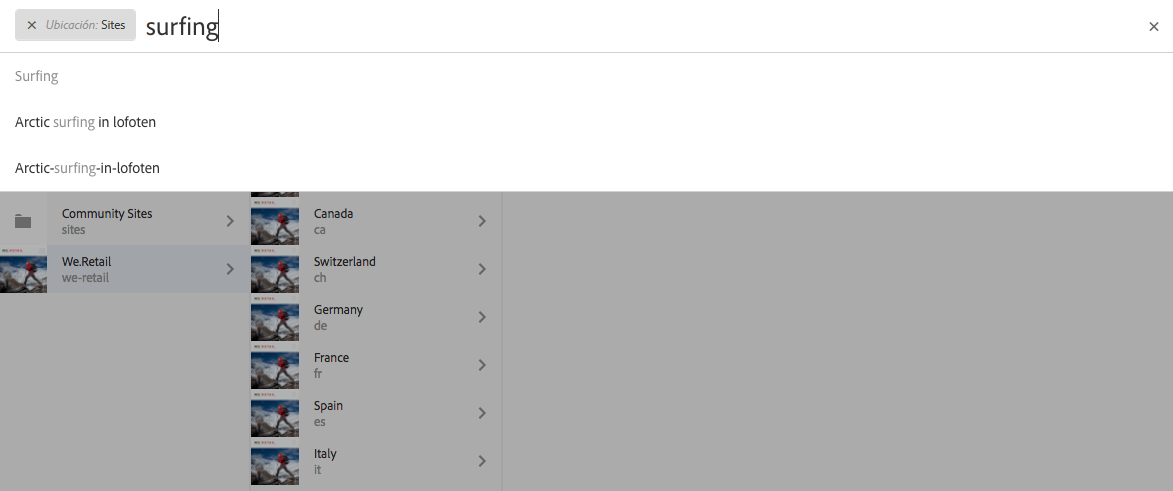 Ubicación: Sites surfing
Surfing
Arctic surfing in lofoten
Arctic-surfing-in-lofoten
Community Sites
sites
We.Retail
we-retail
Canada
ca
Switzerland
ch
Germany
de
France
fr
Spain
es
Italy
it